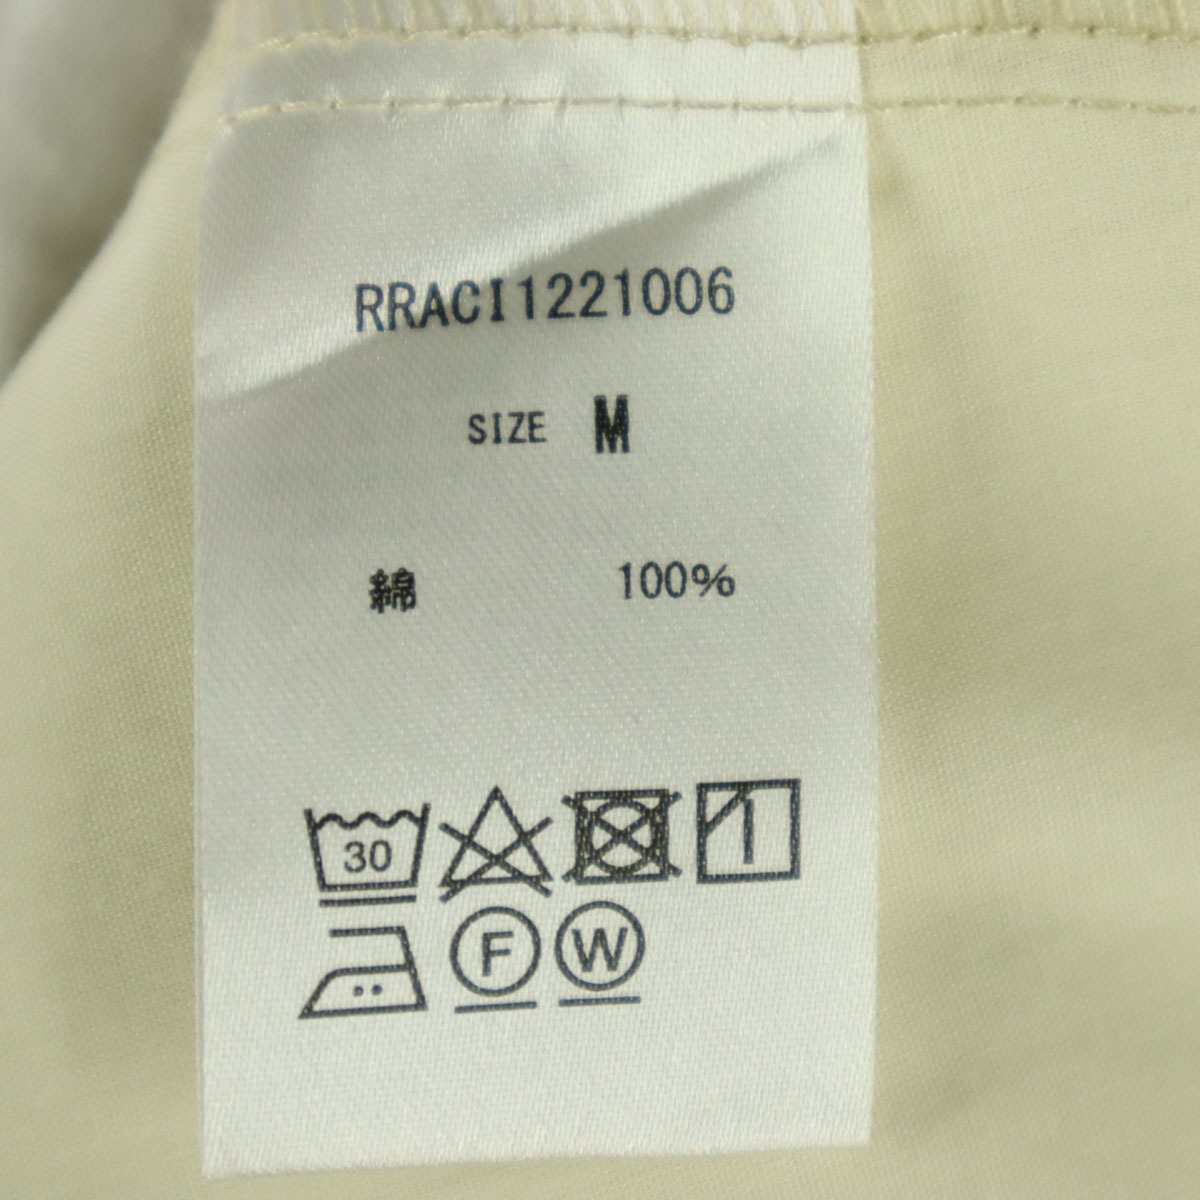 RRACI1221006
SIZE M
綿 100%
30
F W